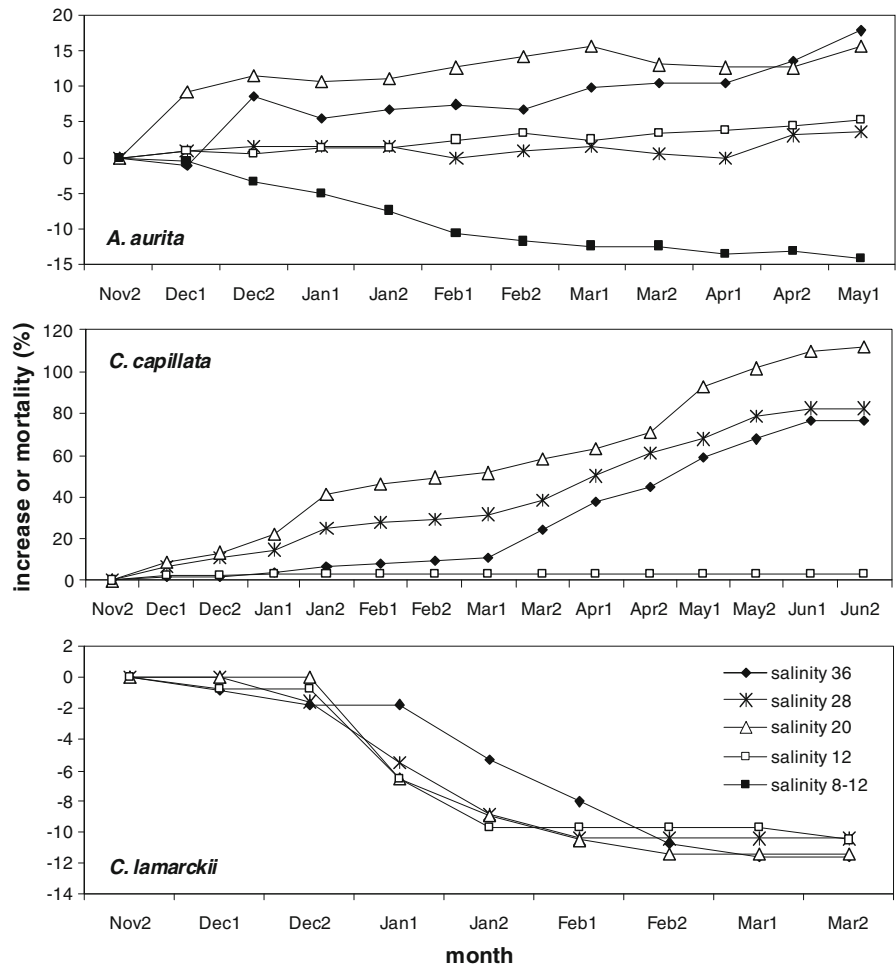 20
15
10
5
0
-5
-10
-15
A. aurita
Nov2 Dec1 Dec2 Jan1 Jan2 Feb1 Feb2 Mar1 Mar2 Apr1 Apr2 May1
increase or mortality (%)
120
100
80
60
40
20
0
C. capillata
Nov2 Dec1 Dec2 Jan1 Jan2 Feb1 Feb2 Mar1 Mar2 Apr1 Apr2 May1 May2 Jun1 Jun2
2
0
-2
-4
-6
-8
-10
-12
-14
salinity 36
salinity 28
salinity 20
salinity 12
salinity 8-12
C. lamarckii
Nov2 Dec1 Dec2 Jan1 Jan2 Feb1 Feb2 Mar1 Mar2
month